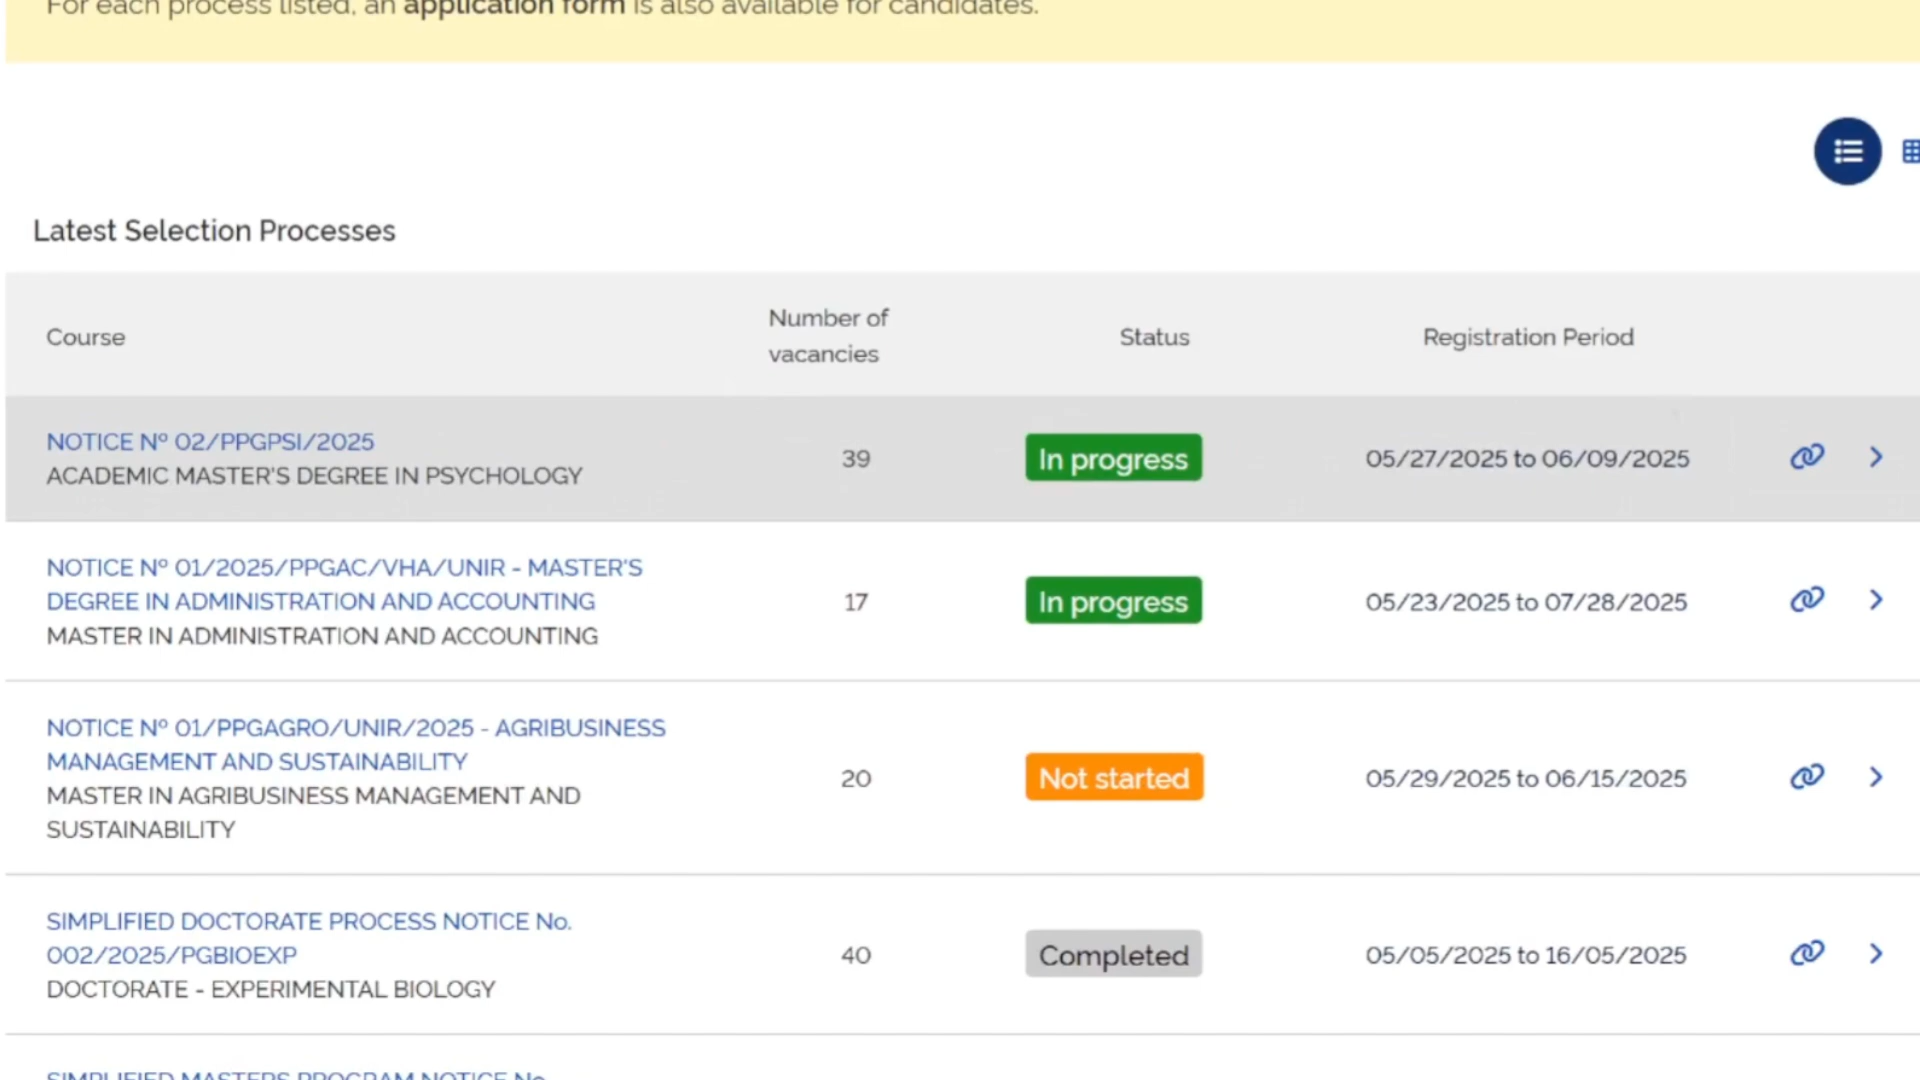 For each process listed, an application form is also available for candidates.
Latest Selection Processes
Course
Number of
vacancies
Status
Registration Period
NOTICE Nº 02/PPGPSI/2025
ACADEMIC MASTER'S DEGREE IN PSYCHOLOGY
39
In progress
05/27/2025 to 06/09/2025
NOTICE Nº 01/2025/PPGAC/VHA/UNIR - MASTER'S
DEGREE IN ADMINISTRATION AND ACCOUNTING
MASTER IN ADMINISTRATION AND ACCOUNTING
17
In progress
05/23/2025 to 07/28/2025
NOTICE Nº 01/PPGAGRO/UNIR/2025 - AGRIBUSINESS
MANAGEMENT AND SUSTAINABILITY
MASTER IN AGRIBUSINESS MANAGEMENT AND
SUSTAINABILITY
20
Not started
05/29/2025 to 06/15/2025
SIMPLIFIED DOCTORATE PROCESS NOTICE No.
002/2025/PGBIOEXP
DOCTORATE - EXPERIMENTAL BIOLOGY
40
Completed
05/05/2025 to 16/05/2025
SIMPLIFIED MASTERS PROGRAM NOTICE No.